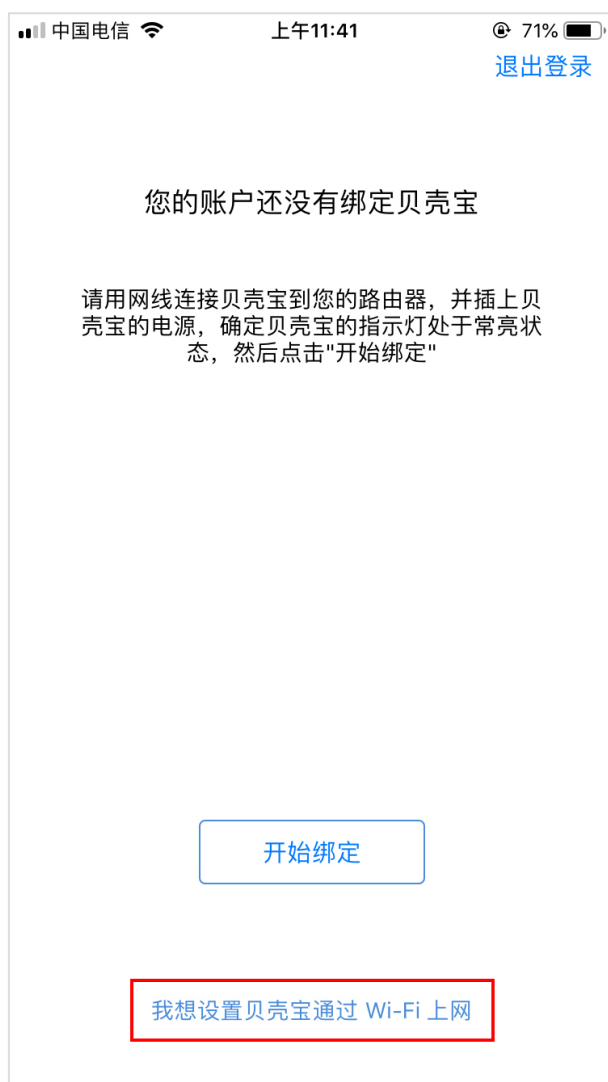 中国电信 上午11:41 71%
退出登录
您的账户还没有绑定贝壳宝
请用网线连接贝壳宝到您的路由器，并插上贝
壳宝的电源，确定贝壳宝的指示灯处于常亮状
态，然后点击"开始绑定"
开始绑定
我想设置贝壳宝通过 Wi-Fi 上网